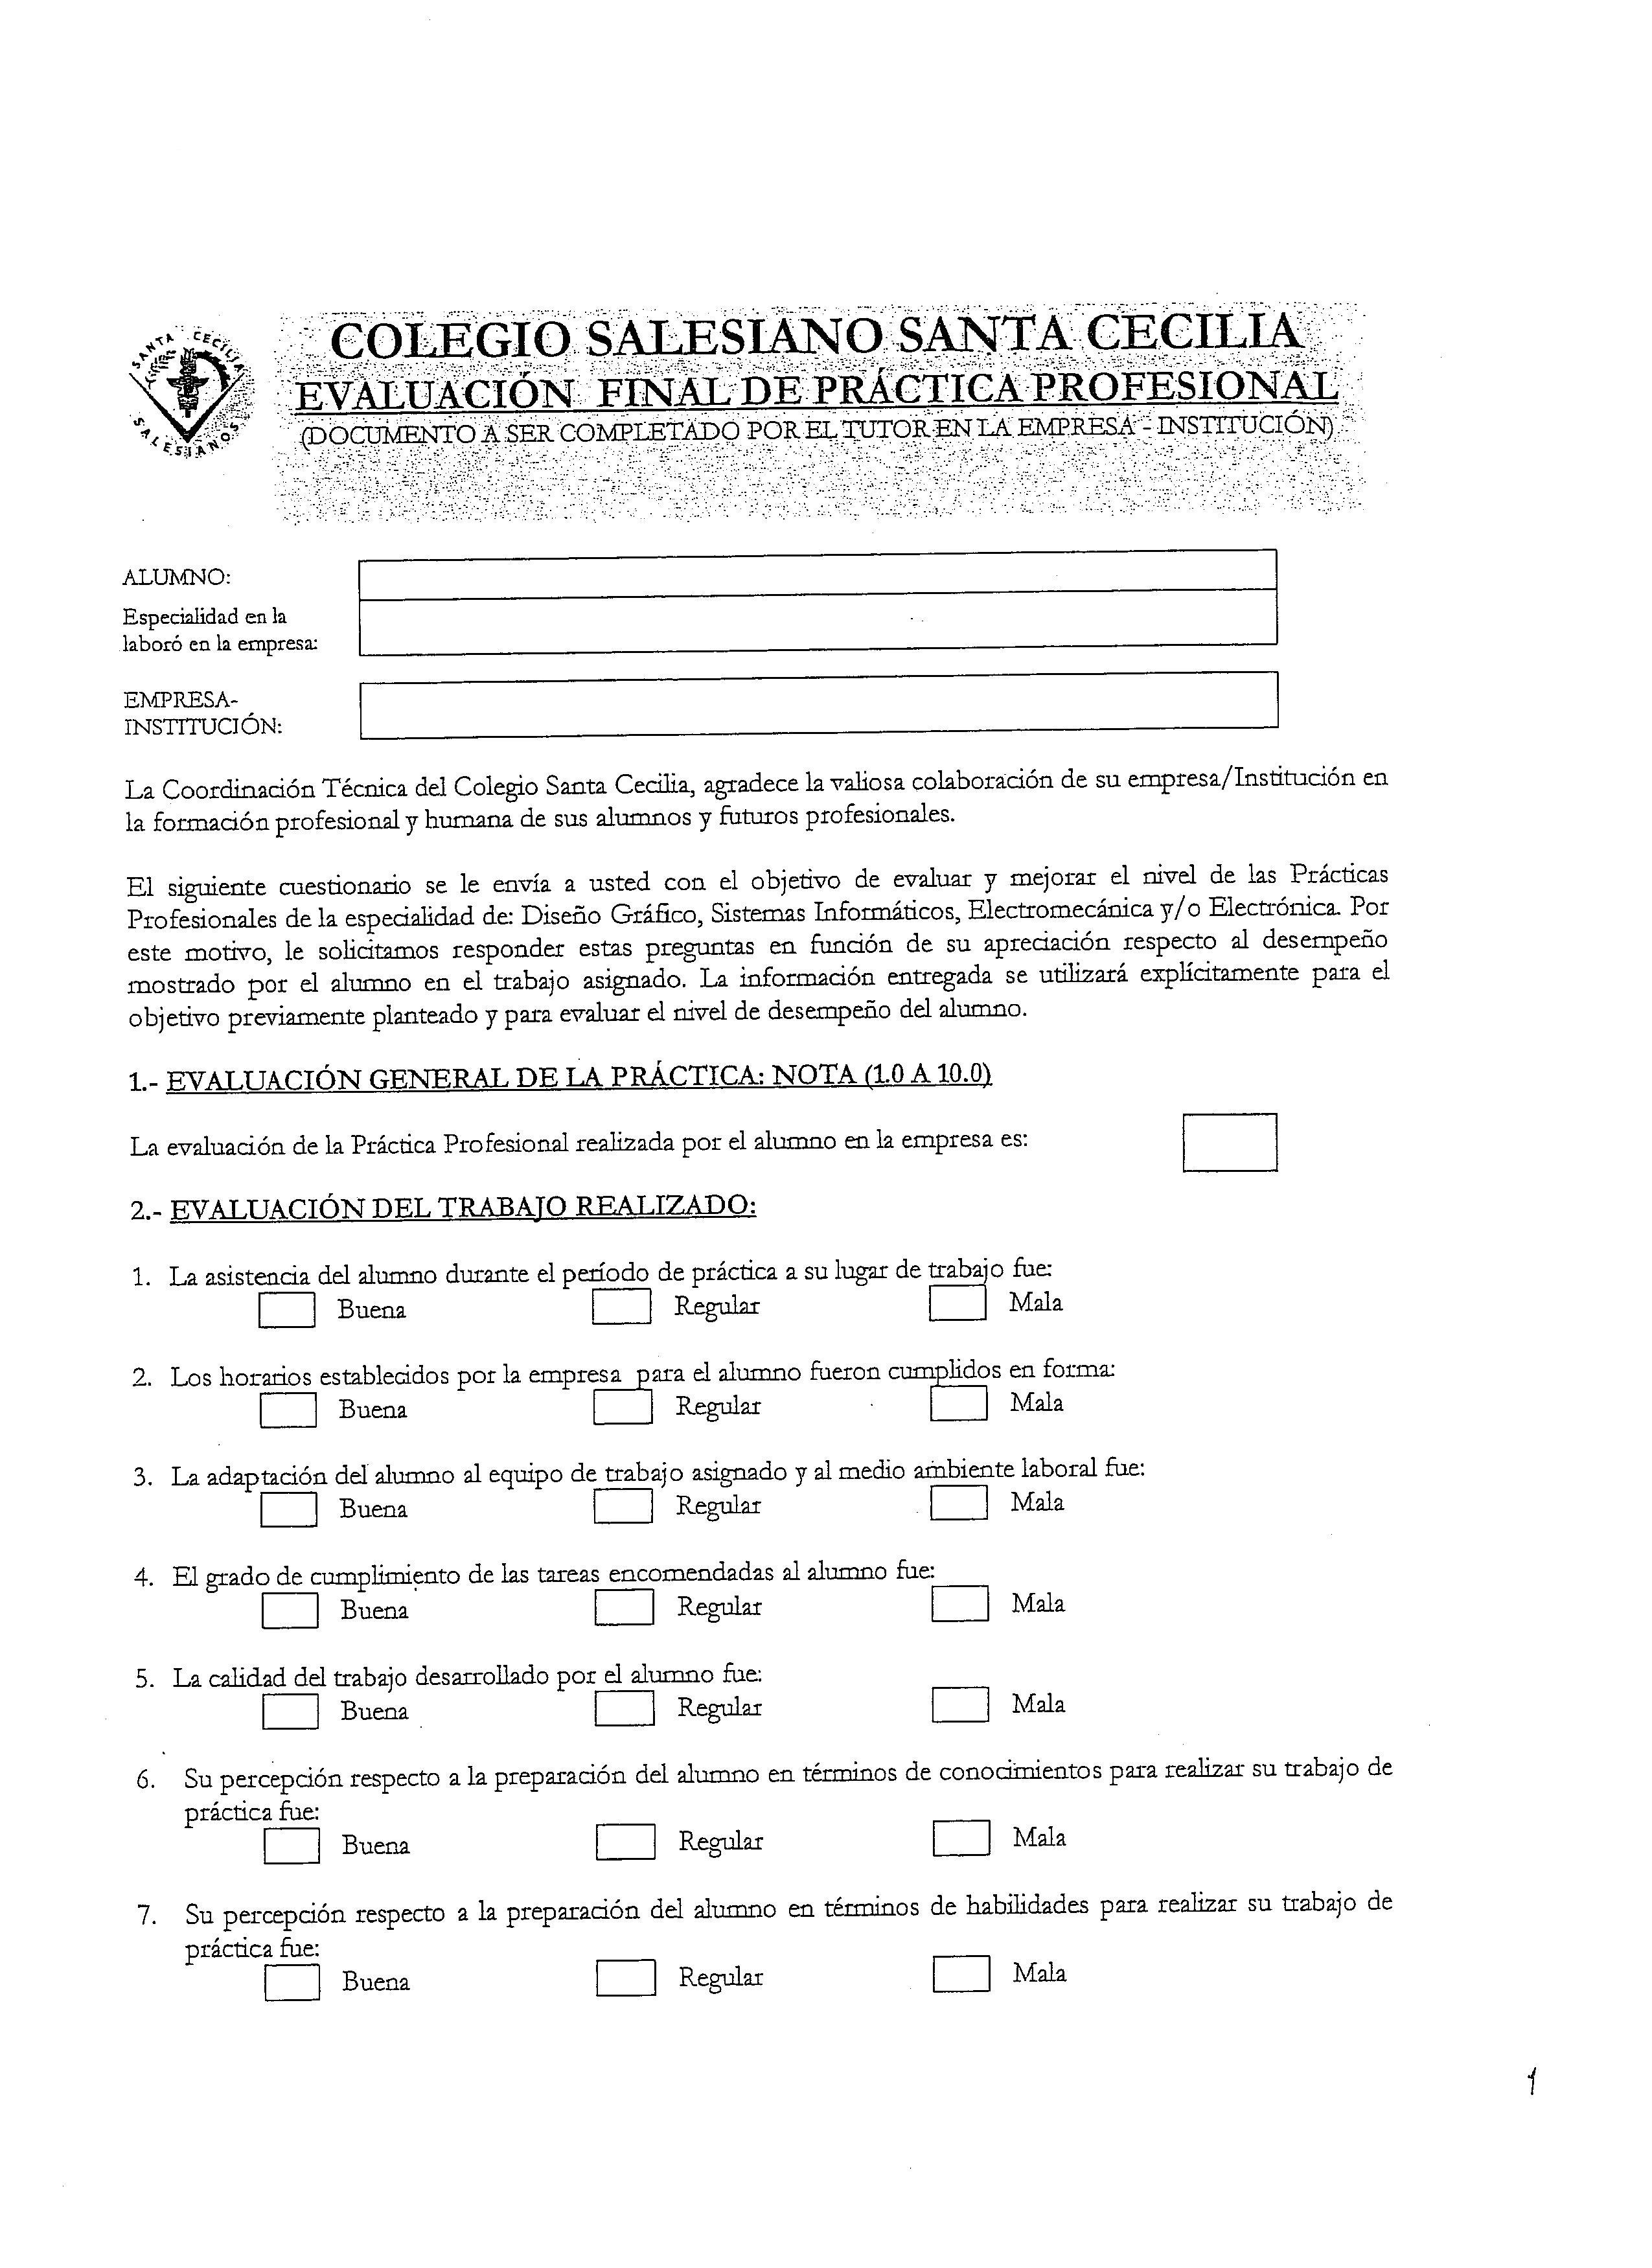 SANTA CECILIA
SALESIANOS
COLEGIO SALESIANO SANTA CECILIA
EVALUACIÓN FINAL DE PRÁCTICA PROFESIONAL
(DOCUMENTO A SER COMPLETADO POR EL TUTOR EN LA EMPRESA - INSTITUCIÓN)
ALUMNO:
Especialidad en la
laboró en la empresa:
EMPRESA-
INSTITUCIÓN:
La Coordinación Técnica del Colegio Santa Cecilia, agradece la valiosa colaboración de su empresa/Institución en
la formación profesional y humana de sus alumnos y futuros profesionales.
El siguiente cuestionario se le envía a usted con el objetivo de evaluar y mejorar el nivel de las Prácticas
Profesionales de la especialidad de: Diseño Gráfico, Sistemas Informáticos, Electromecánica y/o Electrónica. Por
este motivo, le solicitamos responder estas preguntas en función de su apreciación respecto al desempeño
mostrado por el alumno en el trabajo asignado. La información entregada se utilizará explícitamente para el
objetivo previamente planteado y para evaluar el nivel de desempeño del alumno.
1.- EVALUACIÓN GENERAL DE LA PRÁCTICA: NOTA (1.0 A 10.0)
La evaluación de la Práctica Profesional realizada por el alumno en la empresa es:
2.- EVALUACIÓN DEL TRABAJO REALIZADO:
1. La asistencia del alumno durante el período de práctica a su lugar de trabajo fue:
Buena Regular Mala
2. Los horarios establecidos por la empresa para el alumno fueron cumplidos en forma:
Buena Regular Mala
3. La adaptación del alumno al equipo de trabajo asignado y al medio ambiente laboral fue:
Buena Regular Mala
4. El grado de cumplimiento de las tareas encomendadas al alumno fue:
Buena Regular Mala
5. La calidad del trabajo desarrollado por el alumno fue:
Buena Regular Mala
6. Su percepción respecto a la preparación del alumno en términos de conocimientos para realizar su trabajo de
práctica fue:
Buena Regular Mala
7. Su percepción respecto a la preparación del alumno en términos de habilidades para realizar su trabajo de
práctica fue:
Buena Regular Mala
1